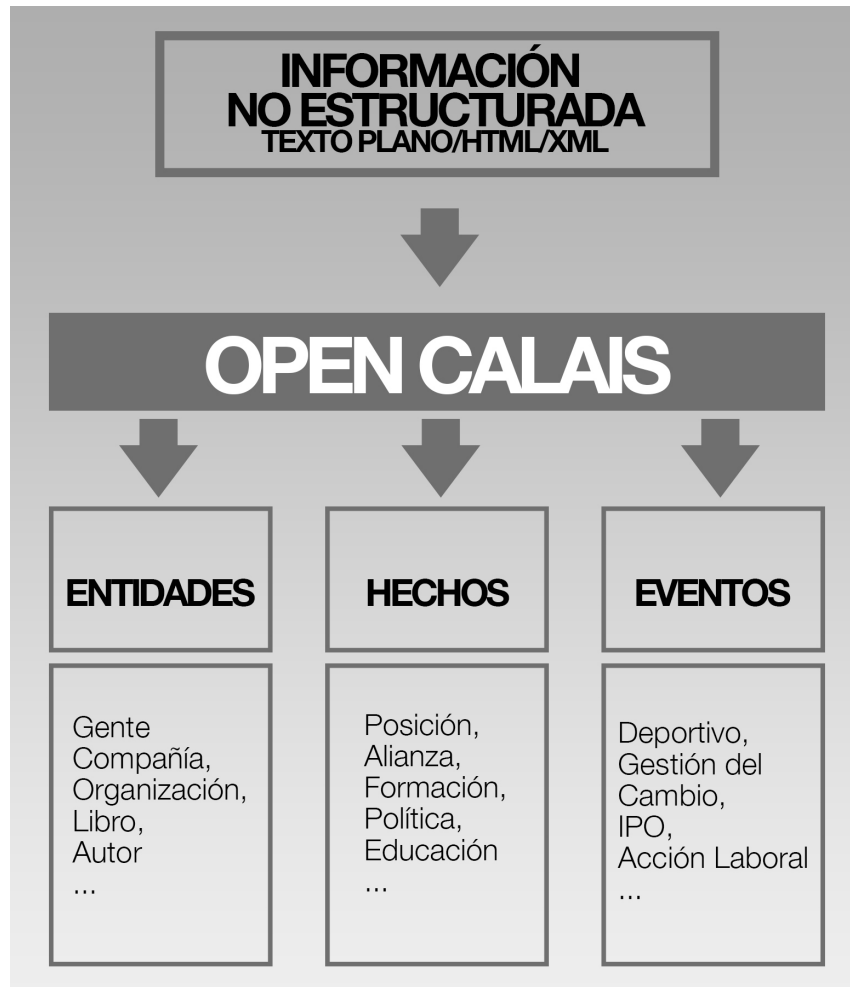 INFORMACIÓN
NO ESTRUCTURADA
TEXTO PLANO/HTML/XML
OPEN CALAIS
ENTIDADES
HECHOS
EVENTOS
Gente
Compañía,
Organización,
Libro,
Autor
...
Posición,
Alianza,
Formación,
Política,
Educación
...
Deportivo,
Gestión del
Cambio,
IPO,
Acción Laboral
...